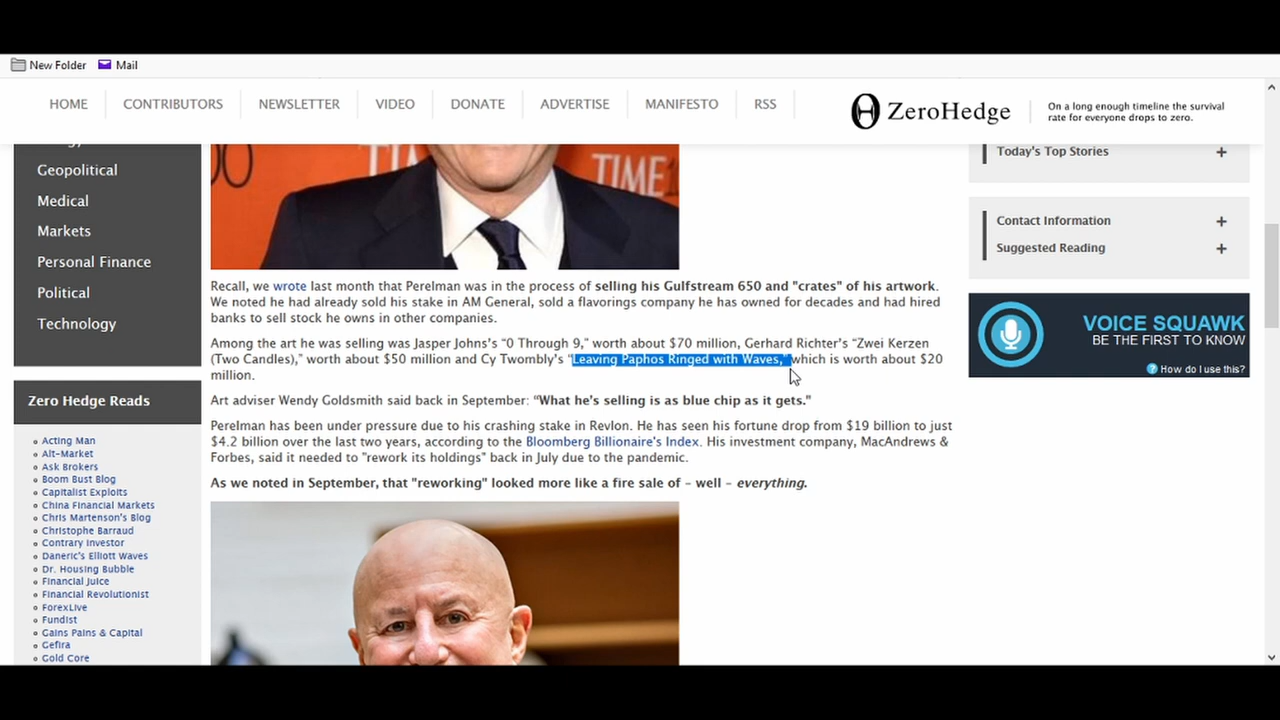 New Folder
Mail
HOME
CONTRIBUTORS
NEWSLETTER
VIDEO
DONATE
ADVERTISE
MANIFESTO
RSS
ZeroHedge
On a long enough timeline the survival
rate for everyone drops to zero.
Geopolitical
Medical
Markets
Personal Finance
Political
Technology
Zero Hedge Reads
Acting Man
Alt-Market
Ask Brokers
Boom Bust Blog
Capitalist Exploits
China Financial Markets
Chris Martenson's Blog
Christophe Barraud
Contrary Investor
Daneric's Elliott Waves
Dr. Housing Bubble
Financial Juice
Financial Revolutionist
ForexLive
Fundist
Gains Pains & Capital
Gefira
Gold Core
TIME
Recall, we wrote last month that Perelman was in the process of selling his Gulfstream 650 and "crates" of his artwork.
We noted he had already sold his stake in AM General, sold a flavorings company he has owned for decades and had hired
banks to sell stock he owns in other companies.
Among the art he was selling was Jasper Johns’s “0 Through 9,” worth about $70 million, Gerhard Richter’s “Zwei Kerzen
(Two Candles),” worth about $50 million and Cy Twombly’s “Leaving Paphos Ringed with Waves,” which is worth about $20
million.
Art adviser Wendy Goldsmith said back in September: “What he’s selling is as blue chip as it gets.”
Perelman has been under pressure due to his crashing stake in Revlon. He has seen his fortune drop from $19 billion to just
$4.2 billion over the last two years, according to the Bloomberg Billionaire's Index. His investment company, MacAndrews &
Forbes, said it needed to "rework its holdings" back in July due to the pandemic.
As we noted in September, that "reworking" looked more like a fire sale of – well – everything.
Today's Top Stories +
Contact Information +
Suggested Reading +
VOICE SQUAWK
BE THE FIRST TO KNOW
? How do I use this?